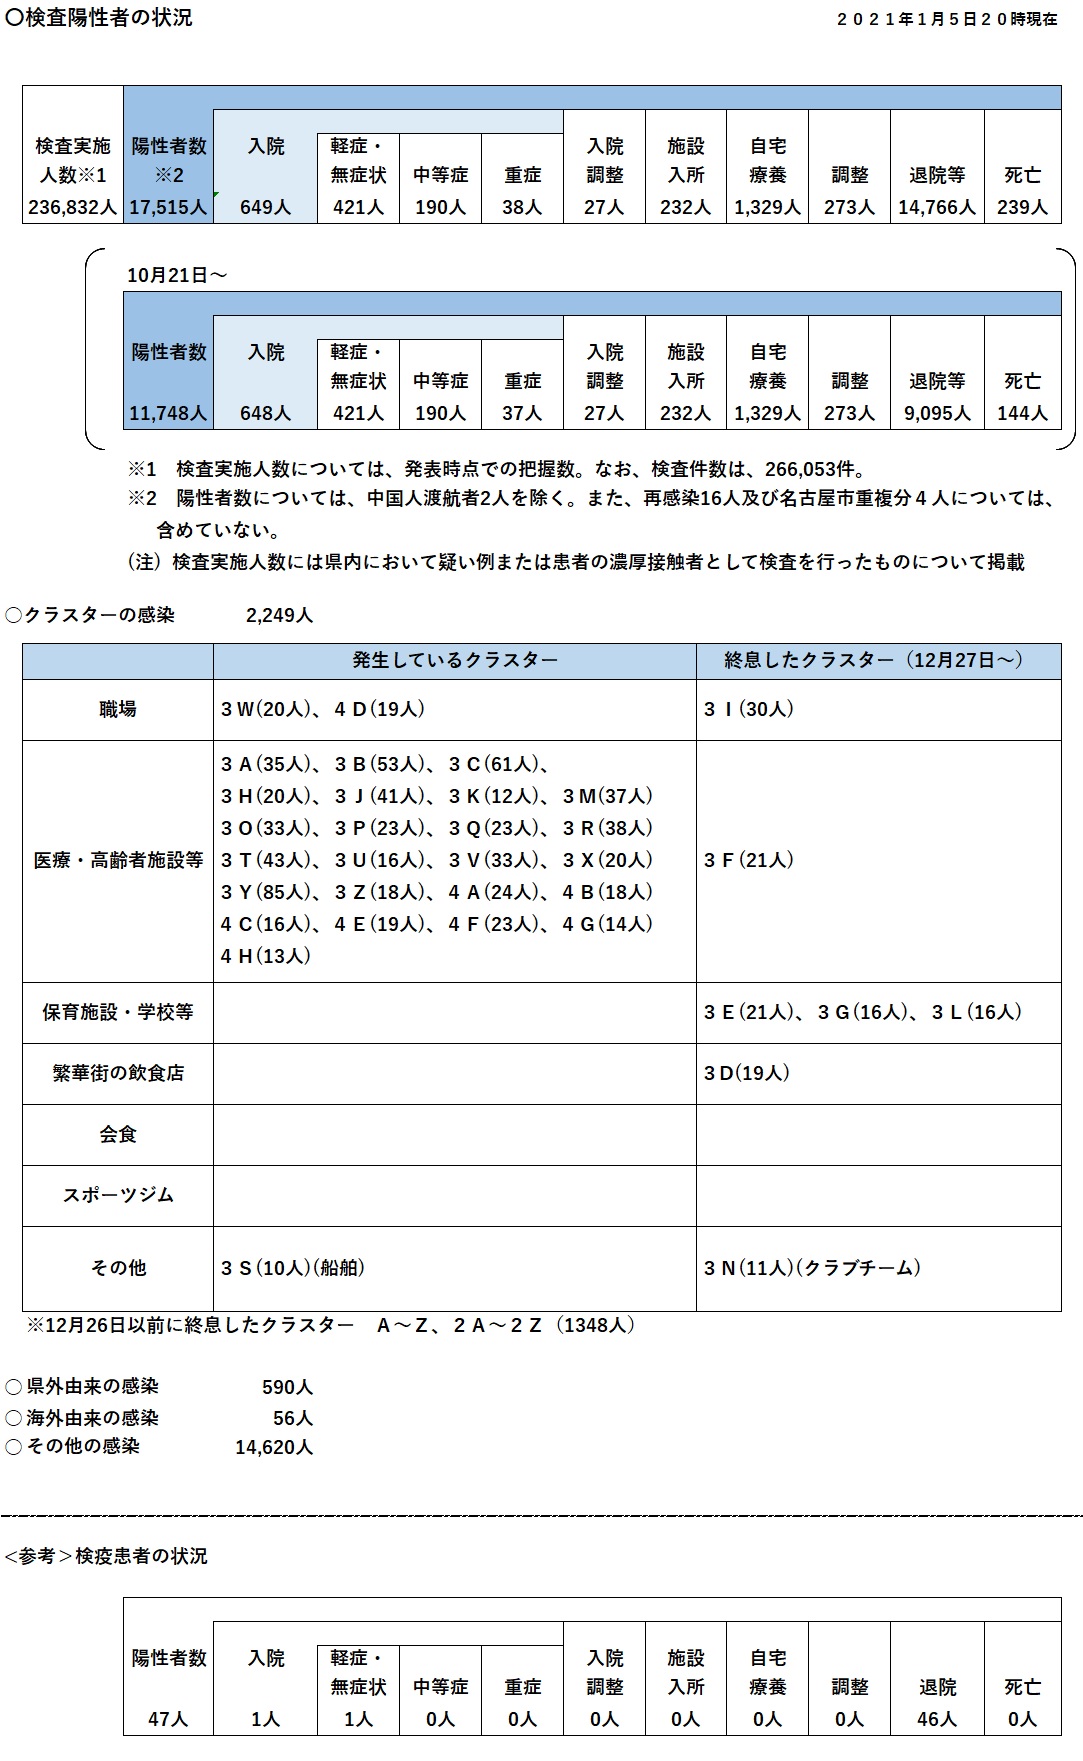 〇検査陽性者の状況
２０２１年１月５日２０時現在
検査実施人数※1 陽性者数※2 入院 軽症・無症状 中等症 重症 入院調整 施設入所 自宅療養 調整 退院等 死亡
236,832人 17,515人 649人 421人 190人 38人 27人 232人 1,329人 273人 14,766人 239人
10月21日～
陽性者数 入院 軽症・無症状 中等症 重症 入院調整 施設入所 自宅療養 調整 退院等 死亡
11,748人 648人 421人 190人 37人 27人 232人 1,329人 273人 9,095人 144人
※1　検査実施人数については、発表時点での把握数。なお、検査件数は、266,053件。
※2　陽性者数については、中国人渡航者2人を除く。また、再感染16人及び名古屋市重複分４人については、
含めていない。
（注）検査実施人数には県内において疑い例または患者の濃厚接触者として検査を行ったものについて掲載
○クラスターの感染　2,249人
発生しているクラスター 終息したクラスター（12月27日～）
職場 ３Ｗ(20人)、４Ｄ(19人) ３Ｉ(30人)
医療・高齢者施設等
３Ａ(35人)、３Ｂ(53人)、３Ｃ(61人)、
３Ｈ(20人)、３Ｊ(41人)、３Ｋ(12人)、３Ｍ(37人)
３Ｏ(33人)、３Ｐ(23人)、３Ｑ(23人)、３Ｒ(38人)
３Ｔ(43人)、３Ｕ(16人)、３Ｖ(33人)、３Ｘ(20人)
３Ｙ(85人)、３Ｚ(18人)、４Ａ(24人)、４Ｂ(18人)
４Ｃ(16人)、４Ｅ(19人)、４Ｆ(23人)、４Ｇ(14人)
４Ｈ(13人)
３Ｆ(21人)
保育施設・学校等 ３Ｅ(21人)、３Ｇ(16人)、３Ｌ(16人)
繁華街の飲食店 ３Ｄ(19人)
会食
スポーツジム
その他 ３Ｓ(10人)(船舶) ３Ｎ(11人)(クラブチーム)
※12月26日以前に終息したクラスター　Ａ～Ｚ、２Ａ～２Ｚ（1348人）
○県外由来の感染　590人
○海外由来の感染　56人
○その他の感染　14,620人
<参考＞検疫患者の状況
陽性者数 入院 軽症・無症状 中等症 重症 入院調整 施設入所 自宅療養 調整 退院 死亡
47人 1人 1人 0人 0人 0人 0人 0人 0人 46人 0人